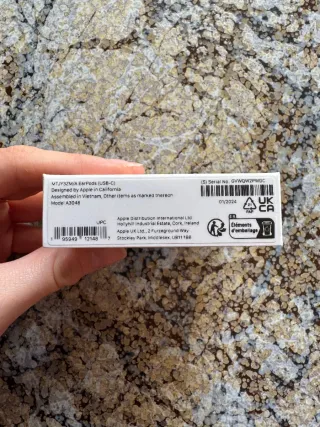 MTJY3ZM/A EarPods (USB-C)
Designed by Apple in California
Assembled in Vietnam, Other items as marked thereon
Model A3046
(S) Serial No.
01/2024
UK
CA
UPC
Apple Distribution International Ltd
Hollyhill Industrial Estate, Cork, Ireland
Apple UK Ltd., 2 Furzeground Way
Stockley Park, Middlesex, UB11 1BB
Éléments
d'emballage